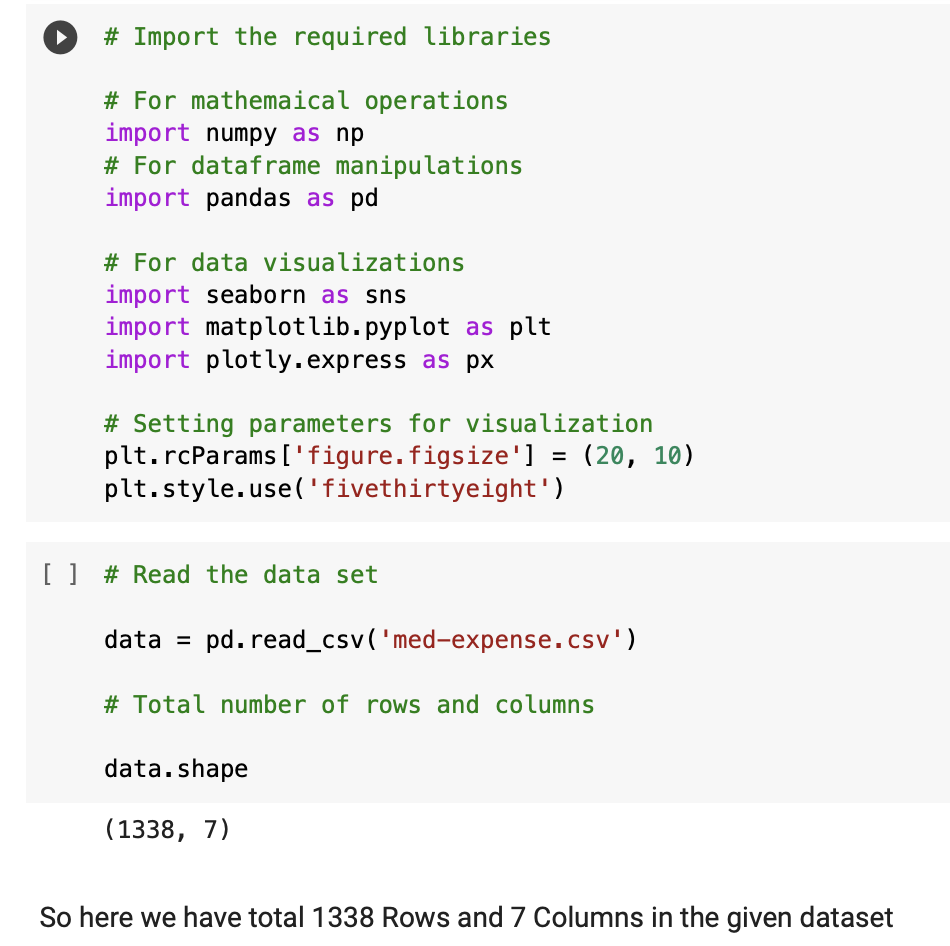 # Import the required libraries
# For mathemaical operations
import numpy as np
# For dataframe manipulations
import pandas as pd
# For data visualizations
import seaborn as sns
import matplotlib.pyplot as plt
import plotly.express as px
# Setting parameters for visualization
plt.rcParams['figure.figsize'] = (20, 10)
plt.style.use('fivethirtyeight')
[ ] # Read the data set
data = pd.read_csv('med-expense.csv')
# Total number of rows and columns
data.shape
(1338, 7)
So here we have total 1338 Rows and 7 Columns in the given dataset